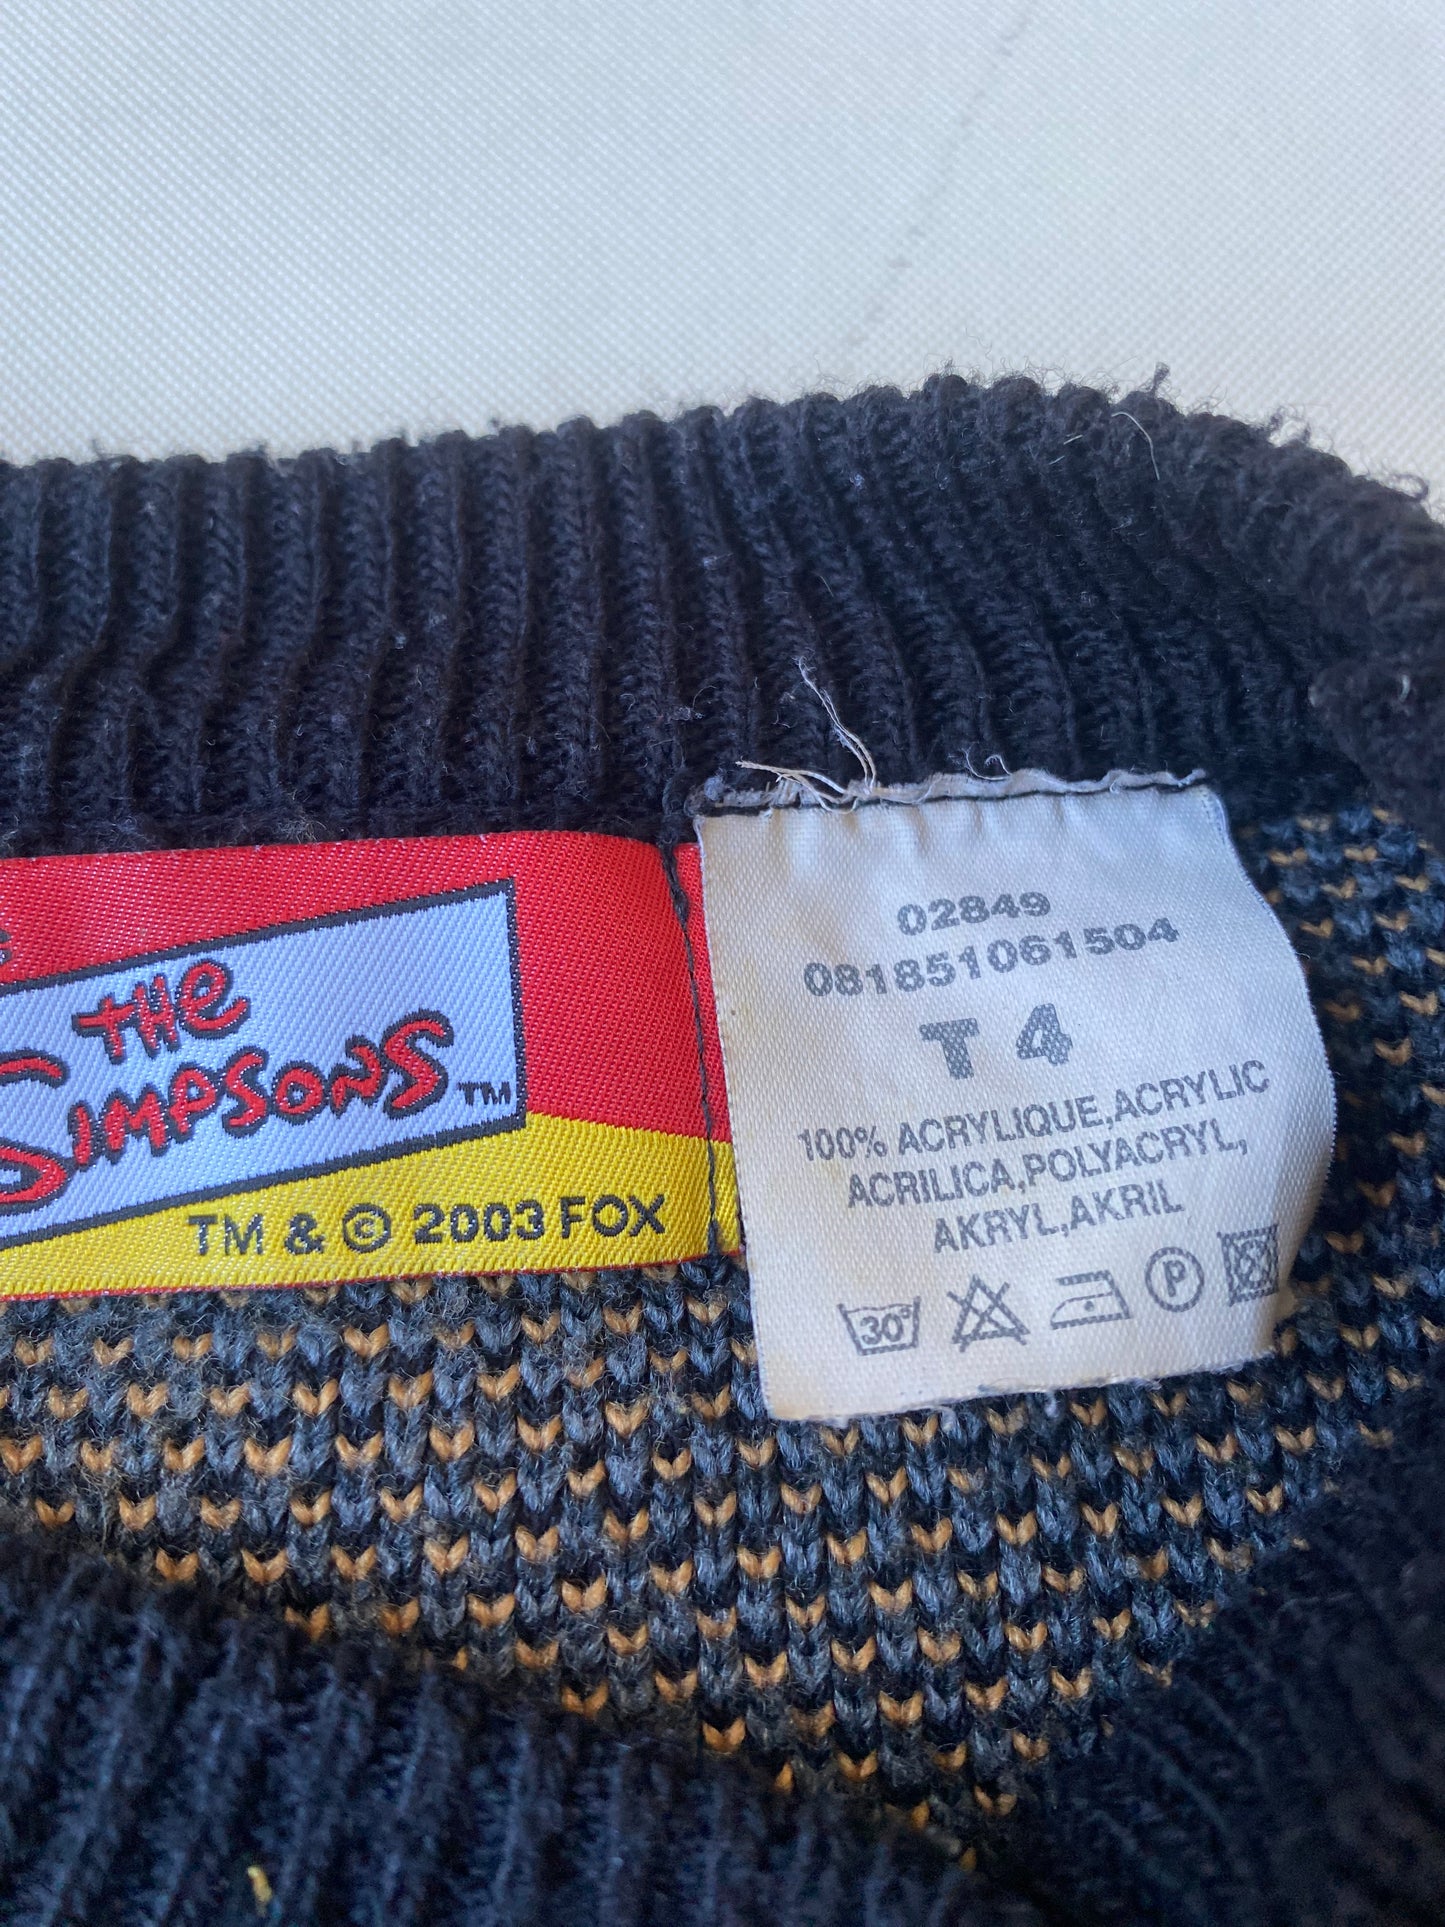 THE
SIMPSONS TM
TM & © 2003 FOX
02849
081851061504
T 4
100% ACRYLIQUE,ACRYLIC
ACRILICA,POLYACRYL,
AKRYL,AKRIL
30°
P